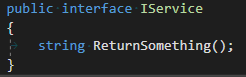 public interface IService
{
    string ReturnSomething();
}